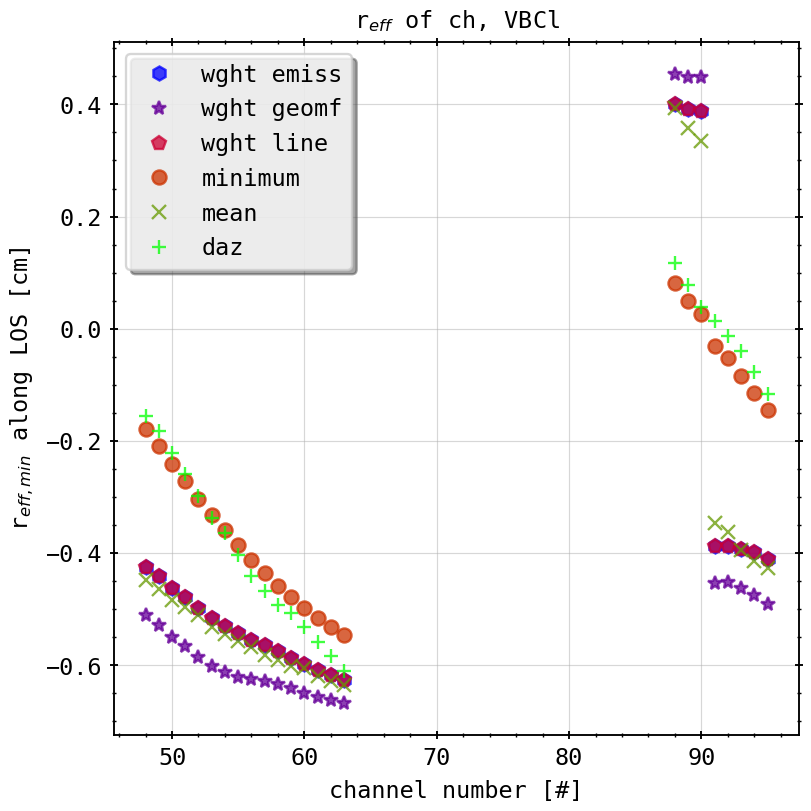 r_eff of ch, VBCl
wght emiss
wght geomf
wght line
minimum
mean
daz
r_eff,min along LOS [cm]
0.4
0.2
0.0
−0.2
−0.4
−0.6
50 60 70 80 90
channel number [#]